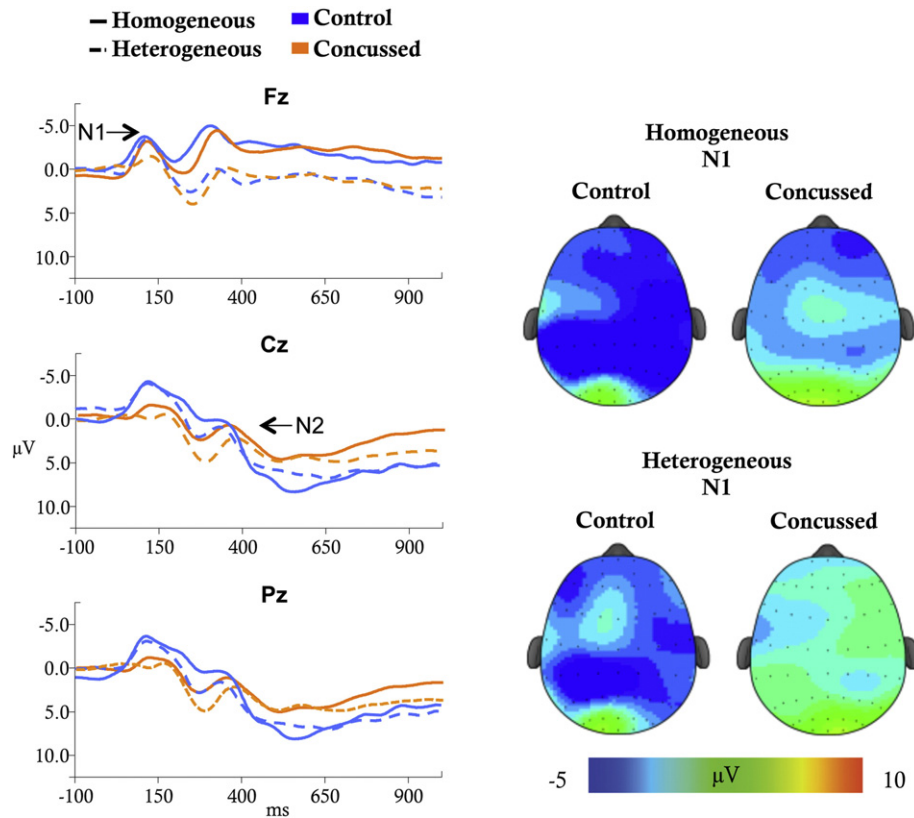 Homogeneous Control
Heterogeneous Concussed
Fz
-5.0
N1
0.0
5.0
10.0
-100 150 400 650 900
Cz
-5.0
0.0
N2
µV
5.0
10.0
-100 150 400 650 900
Pz
-5.0
0.0
5.0
10.0
-100 150 400 650 900
ms
Homogeneous
N1
Control Concussed
Heterogeneous
N1
Control Concussed
-5 µV 10